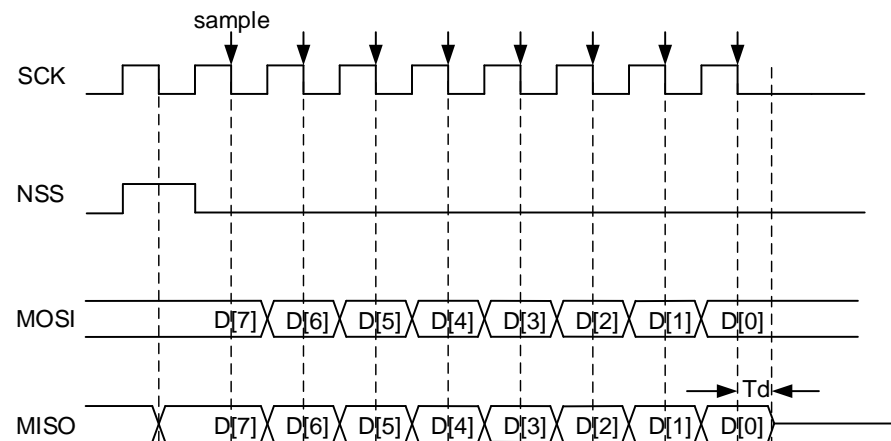 sample
SCK
NSS
MOSI D[7] D[6] D[5] D[4] D[3] D[2] D[1] D[0]
Td
MISO D[7] D[6] D[5] D[4] D[3] D[2] D[1] D[0]